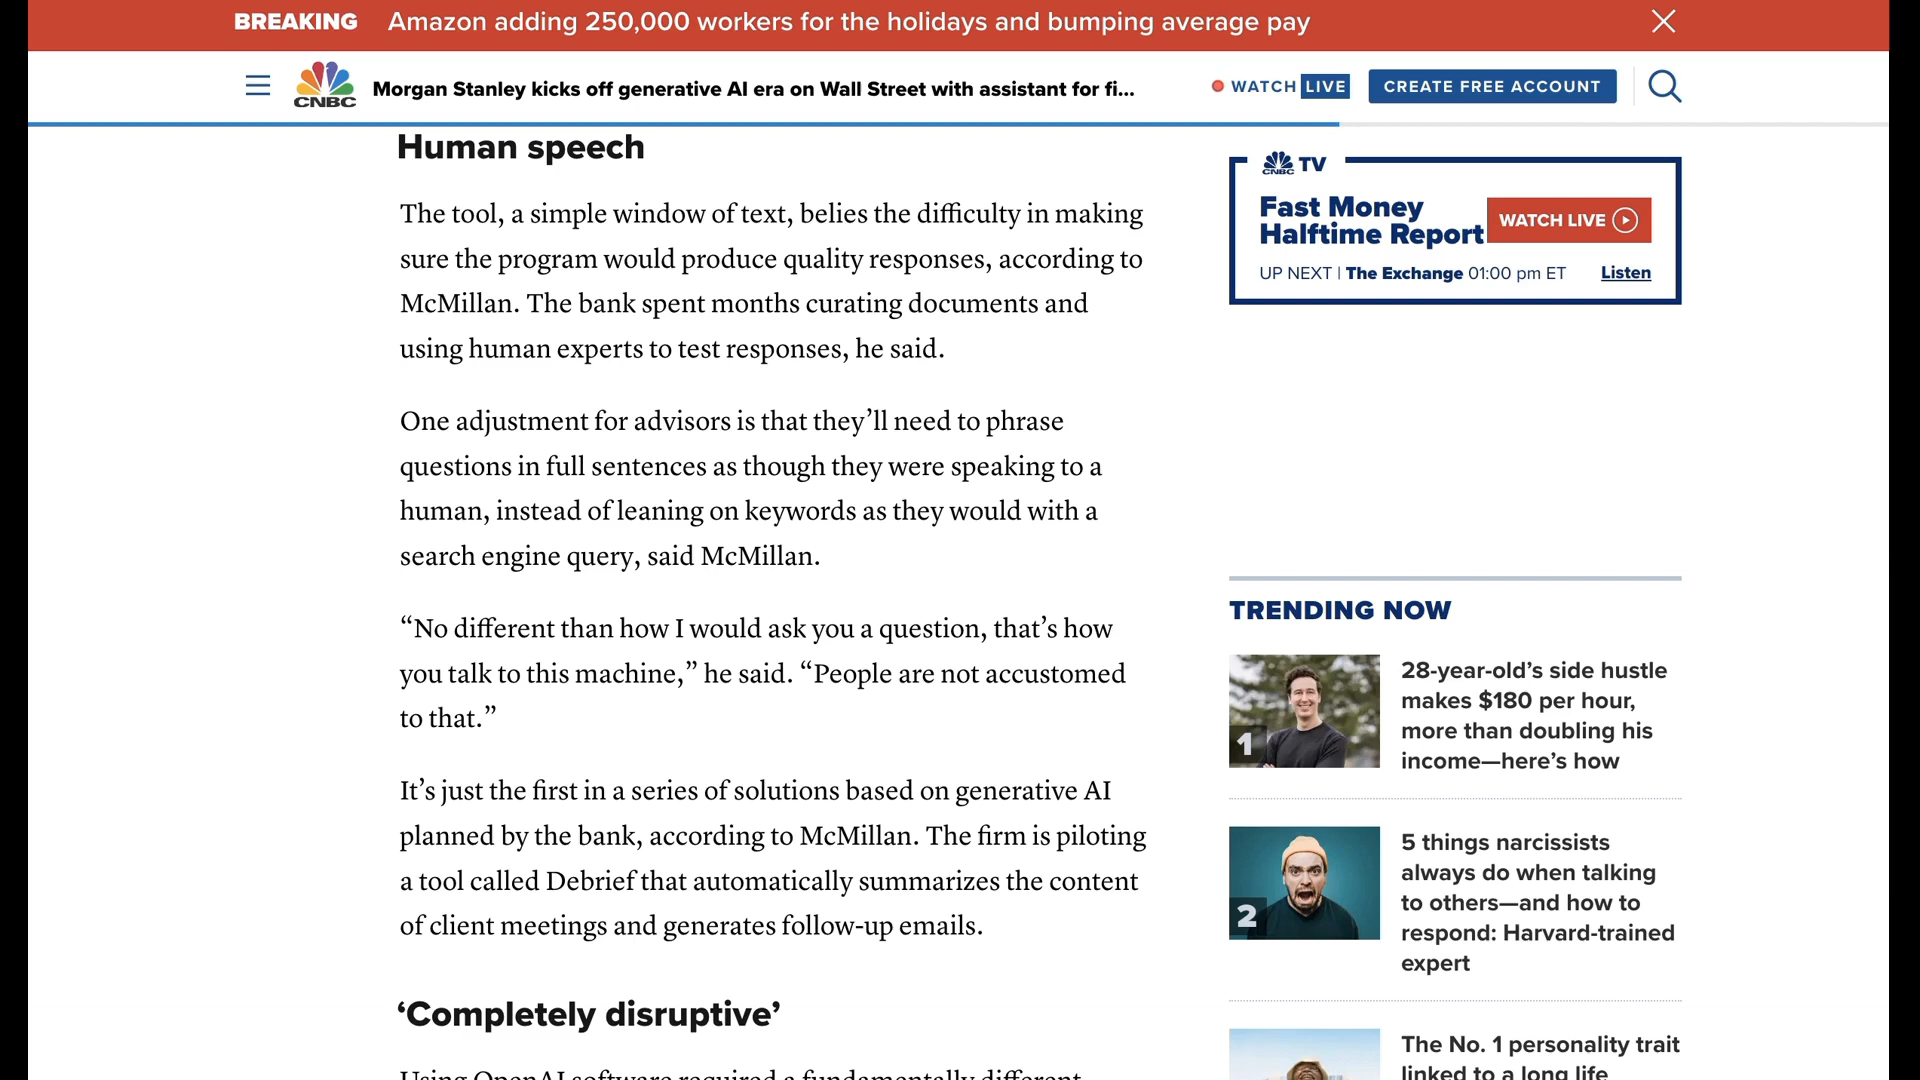 BREAKING Amazon adding 250,000 workers for the holidays and bumping average pay
CNBC
Morgan Stanley kicks off generative AI era on Wall Street with assistant for fi...
WATCH LIVE
CREATE FREE ACCOUNT
Human speech
The tool, a simple window of text, belies the difficulty in making
sure the program would produce quality responses, according to
McMillan. The bank spent months curating documents and
using human experts to test responses, he said.
One adjustment for advisors is that they’ll need to phrase
questions in full sentences as though they were speaking to a
human, instead of leaning on keywords as they would with a
search engine query, said McMillan.
“No different than how I would ask you a question, that’s how
you talk to this machine,” he said. “People are not accustomed
to that.”
It’s just the first in a series of solutions based on generative AI
planned by the bank, according to McMillan. The firm is piloting
a tool called Debrief that automatically summarizes the content
of client meetings and generates follow-up emails.
‘Completely disruptive’
Using OpenAI software required a fundamentally different
CNBC TV
Fast Money
Halftime Report
WATCH LIVE
UP NEXT | The Exchange 01:00 pm ET
Listen
TRENDING NOW
1
28-year-old’s side hustle
makes $180 per hour,
more than doubling his
income—here’s how
2
5 things narcissists
always do when talking
to others—and how to
respond: Harvard-trained
expert
The No. 1 personality trait
linked to a long life